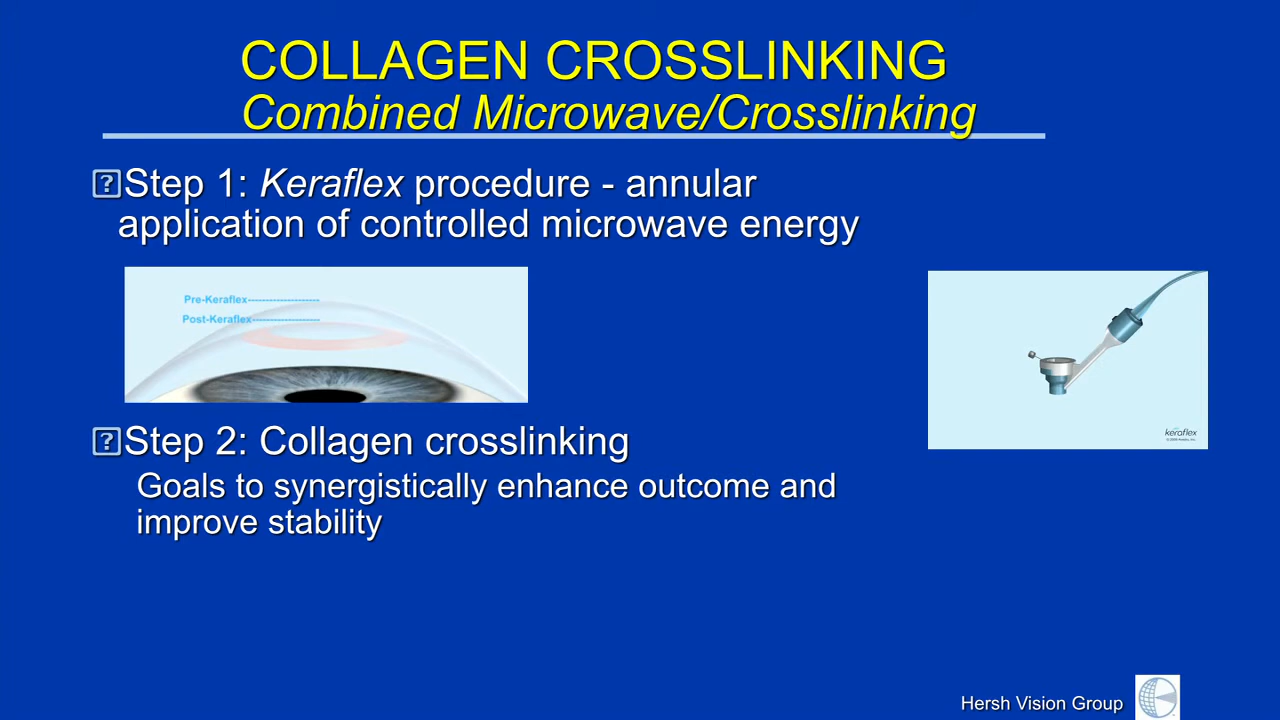 COLLAGEN CROSSLINKING
Combined Microwave/Crosslinking
Step 1: Keraflex procedure - annular
application of controlled microwave energy
Pre-Keraflex--------------------
Post-Keraflex-------------------
keraflex
Step 2: Collagen crosslinking
Goals to synergistically enhance outcome and
improve stability
Hersh Vision Group